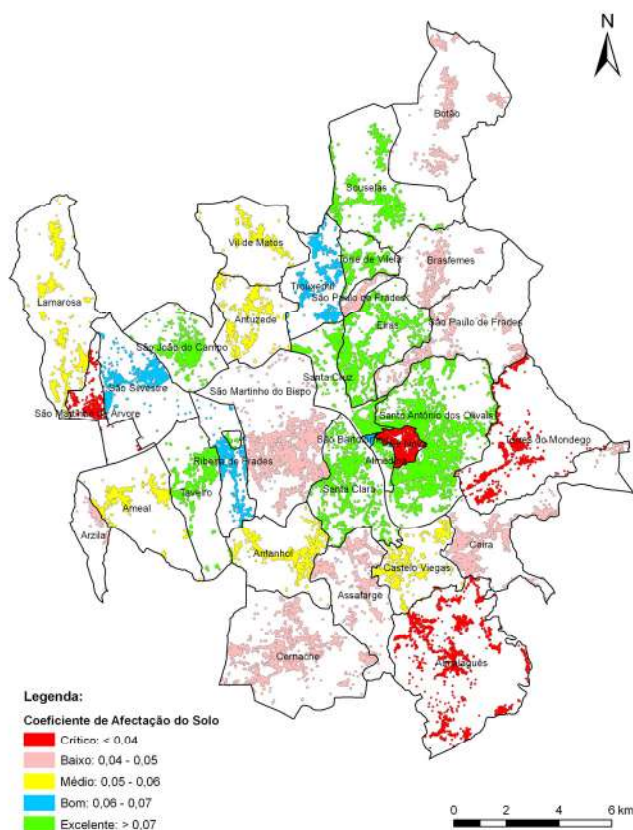 N
Botão
Souselas
Vil de Matos
Torre de Vilela
Brasfemes
Trouxemil
Lamarosa
São Paulo de Frades
Antuzede
Eiras
São Paulo de Frades
São João do Campo
Santa Cruz
São Silvestre
São Martinho do Bispo
São Martinho de Árvore
Santo António dos Olivais
Torres do Mondego
Almedina
Ribeira de Frades
Santa Clara
Taveiro
Ameal
Arzila
Antanhol
Ceira
Castelo Viegas
Assafarge
Cernache
Almalaguês
Legenda:
Coeficiente de Afectação do Solo
Crítico: < 0,04
Baixo: 0,04 - 0,05
Médio: 0,05 - 0,06
Bom: 0,06 - 0,07
Excelente: > 0,07
0 2 4 6 km